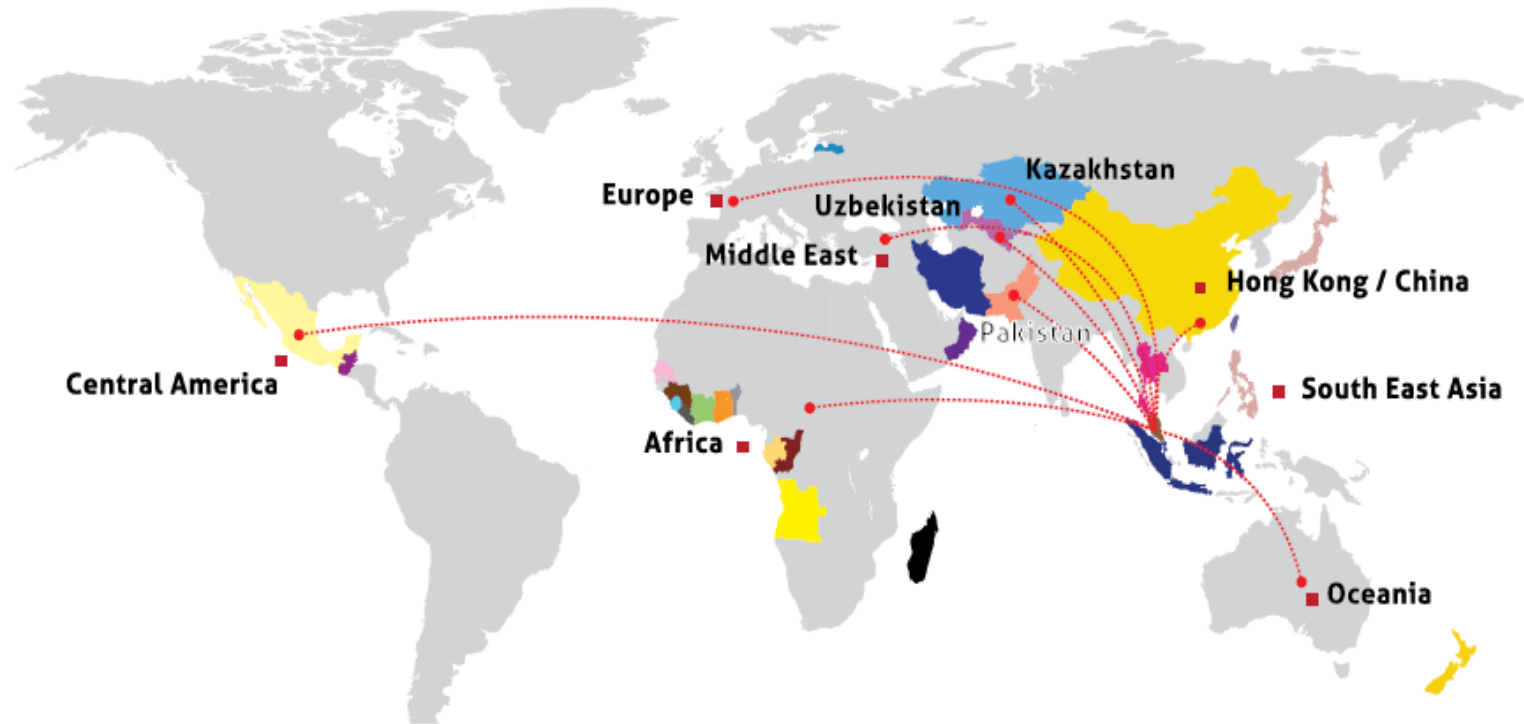 Kazakhstan
Europe
Uzbekistan
Middle East
Hong Kong / China
Pakistan
Central America
South East Asia
Africa
Oceania